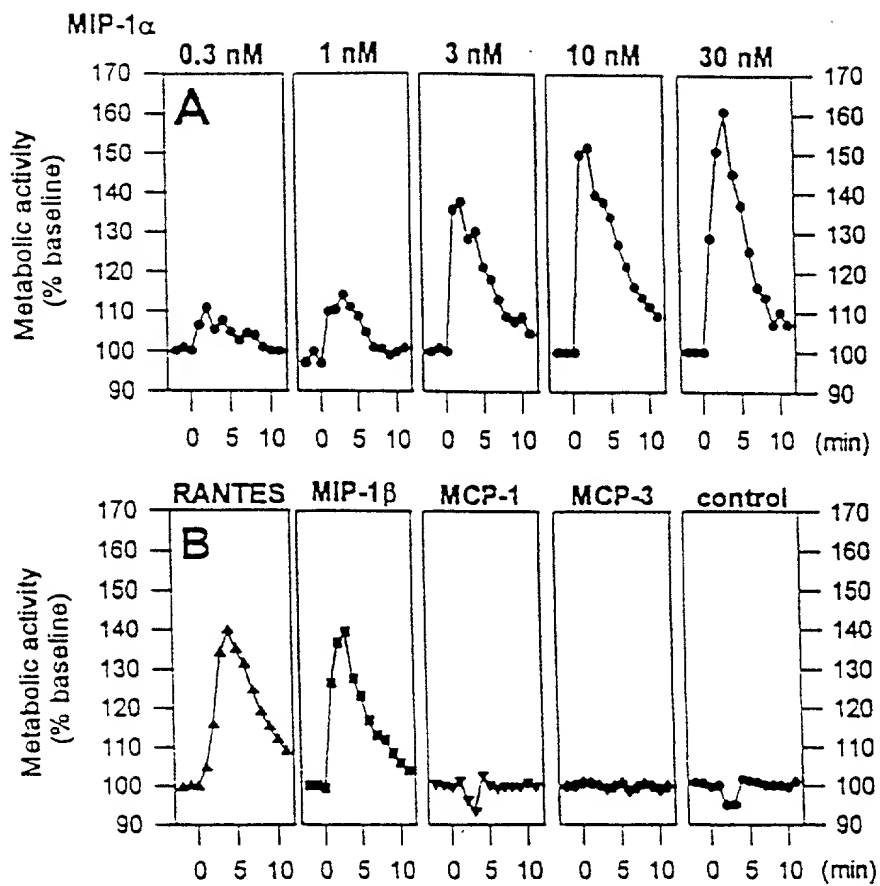 MIP-1α
0.3 nM 1 nM 3 nM 10 nM 30 nM
A
Metabolic activity
(% baseline)
170 170
160 160
150 150
140 140
130 130
120 120
110 110
100 100
90 90
0 5 10 0 5 10 0 5 10 0 5 10 0 5 10 (min)
RANTES MIP-1β MCP-1 MCP-3 control
B
Metabolic activity
(% baseline)
170 170
160 160
150 150
140 140
130 130
120 120
110 110
100 100
90 90
0 5 10 0 5 10 0 5 10 0 5 10 0 5 10 (min)